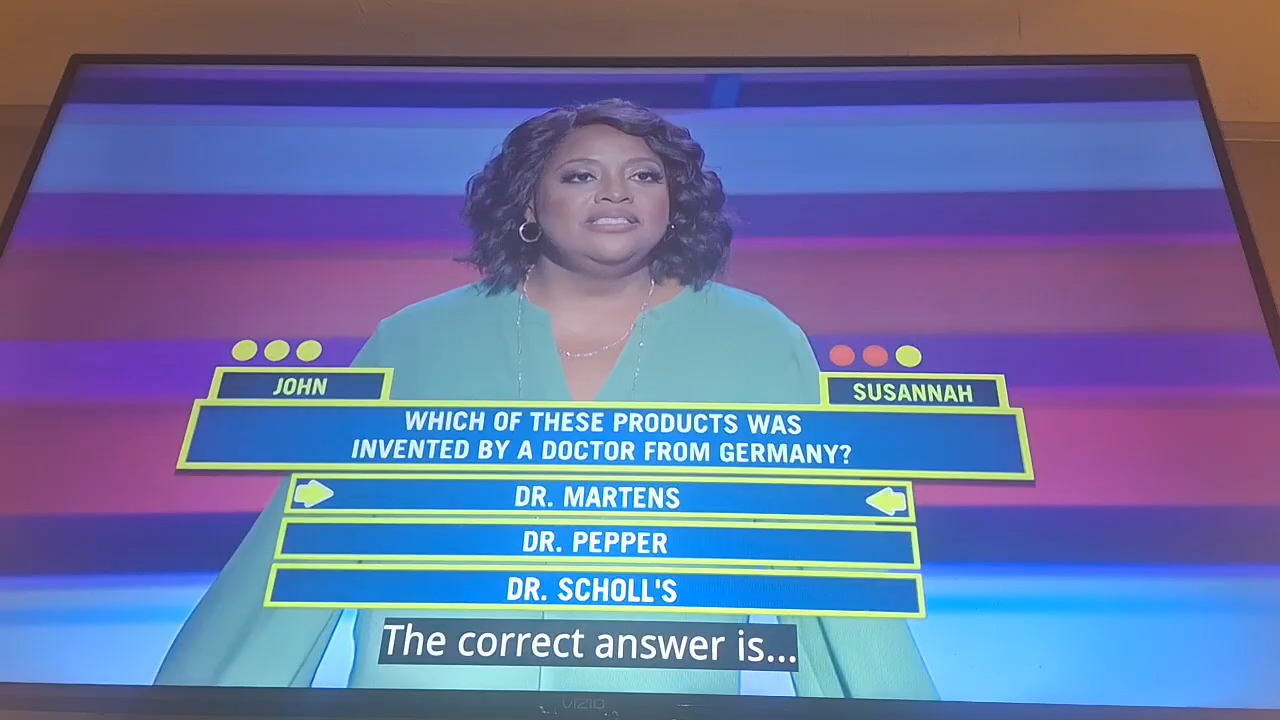 JOHN
SUSANNAH
WHICH OF THESE PRODUCTS WAS
INVENTED BY A DOCTOR FROM GERMANY?
DR. MARTENS
DR. PEPPER
DR. SCHOLL'S
The correct answer is...
VIZIO